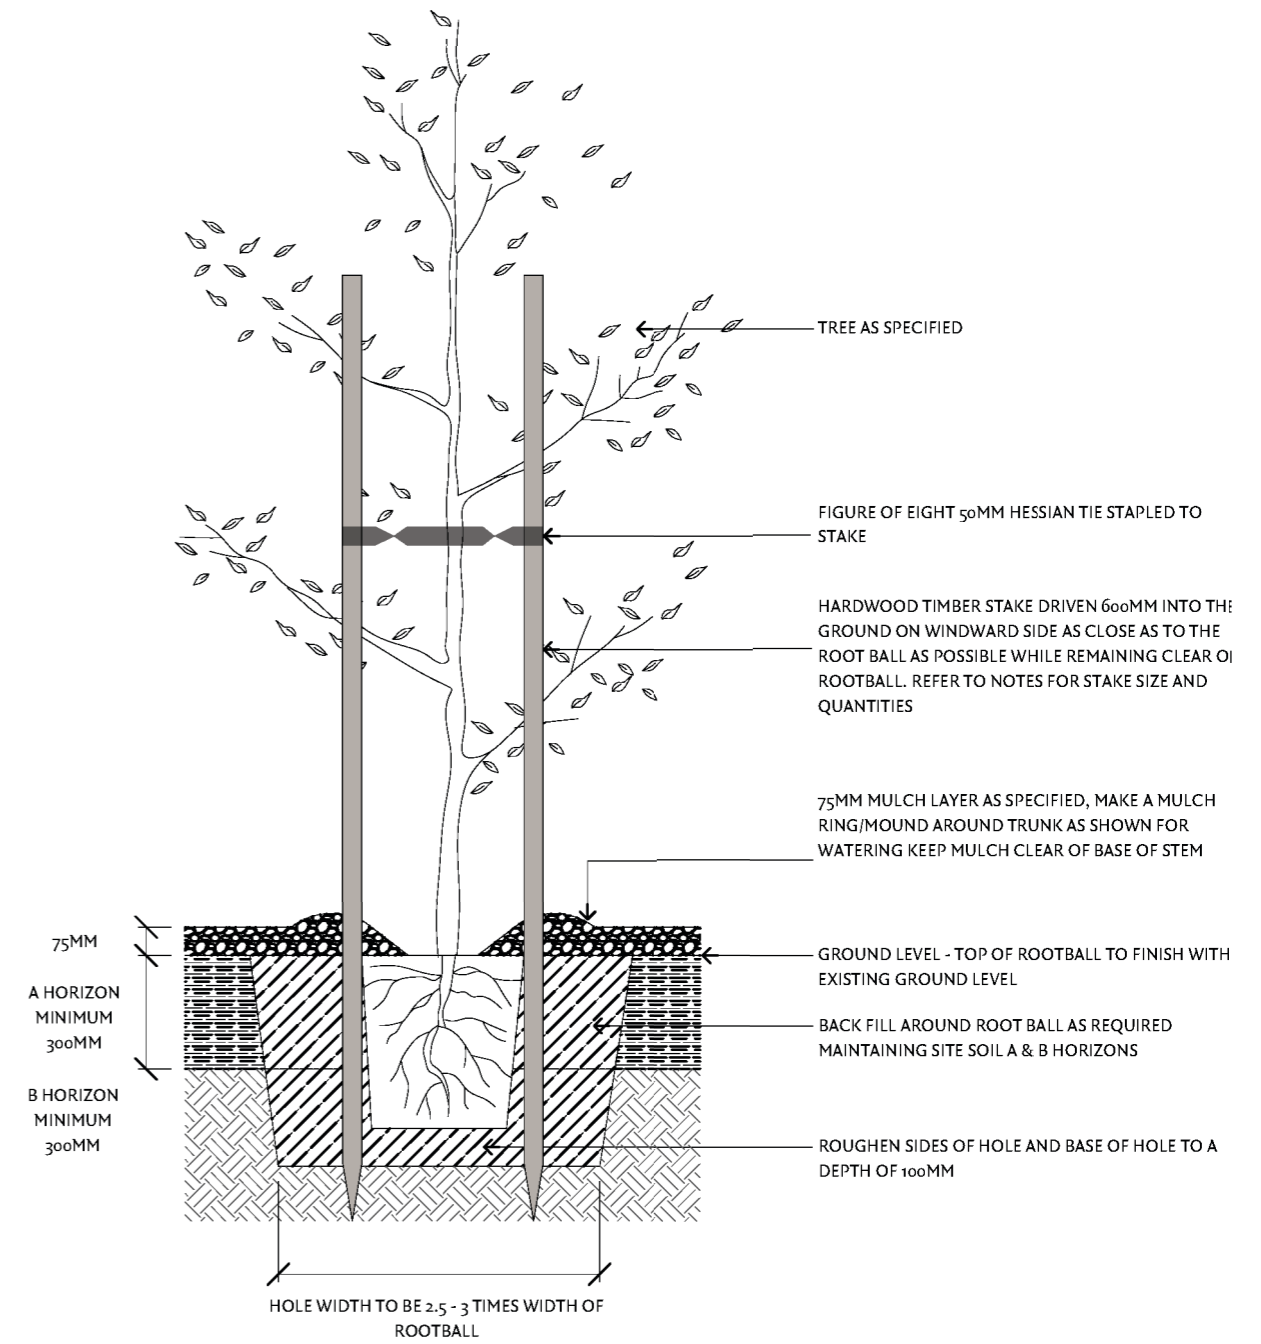 TREE AS SPECIFIED
FIGURE OF EIGHT 50MM HESSIAN TIE STAPLED TO
STAKE
HARDWOOD TIMBER STAKE DRIVEN 600MM INTO THE
GROUND ON WINDWARD SIDE AS CLOSE AS TO THE
ROOT BALL AS POSSIBLE WHILE REMAINING CLEAR OF
ROOTBALL. REFER TO NOTES FOR STAKE SIZE AND
QUANTITIES
75MM MULCH LAYER AS SPECIFIED, MAKE A MULCH
RING/MOUND AROUND TRUNK AS SHOWN FOR
WATERING KEEP MULCH CLEAR OF BASE OF STEM
75MM
A HORIZON
MINIMUM
300MM
B HORIZON
MINIMUM
300MM
GROUND LEVEL - TOP OF ROOTBALL TO FINISH WITH
EXISTING GROUND LEVEL
BACK FILL AROUND ROOT BALL AS REQUIRED
MAINTAINING SITE SOIL A & B HORIZONS
ROUGHEN SIDES OF HOLE AND BASE OF HOLE TO A
DEPTH OF 100MM
HOLE WIDTH TO BE 2.5 - 3 TIMES WIDTH OF
ROOTBALL